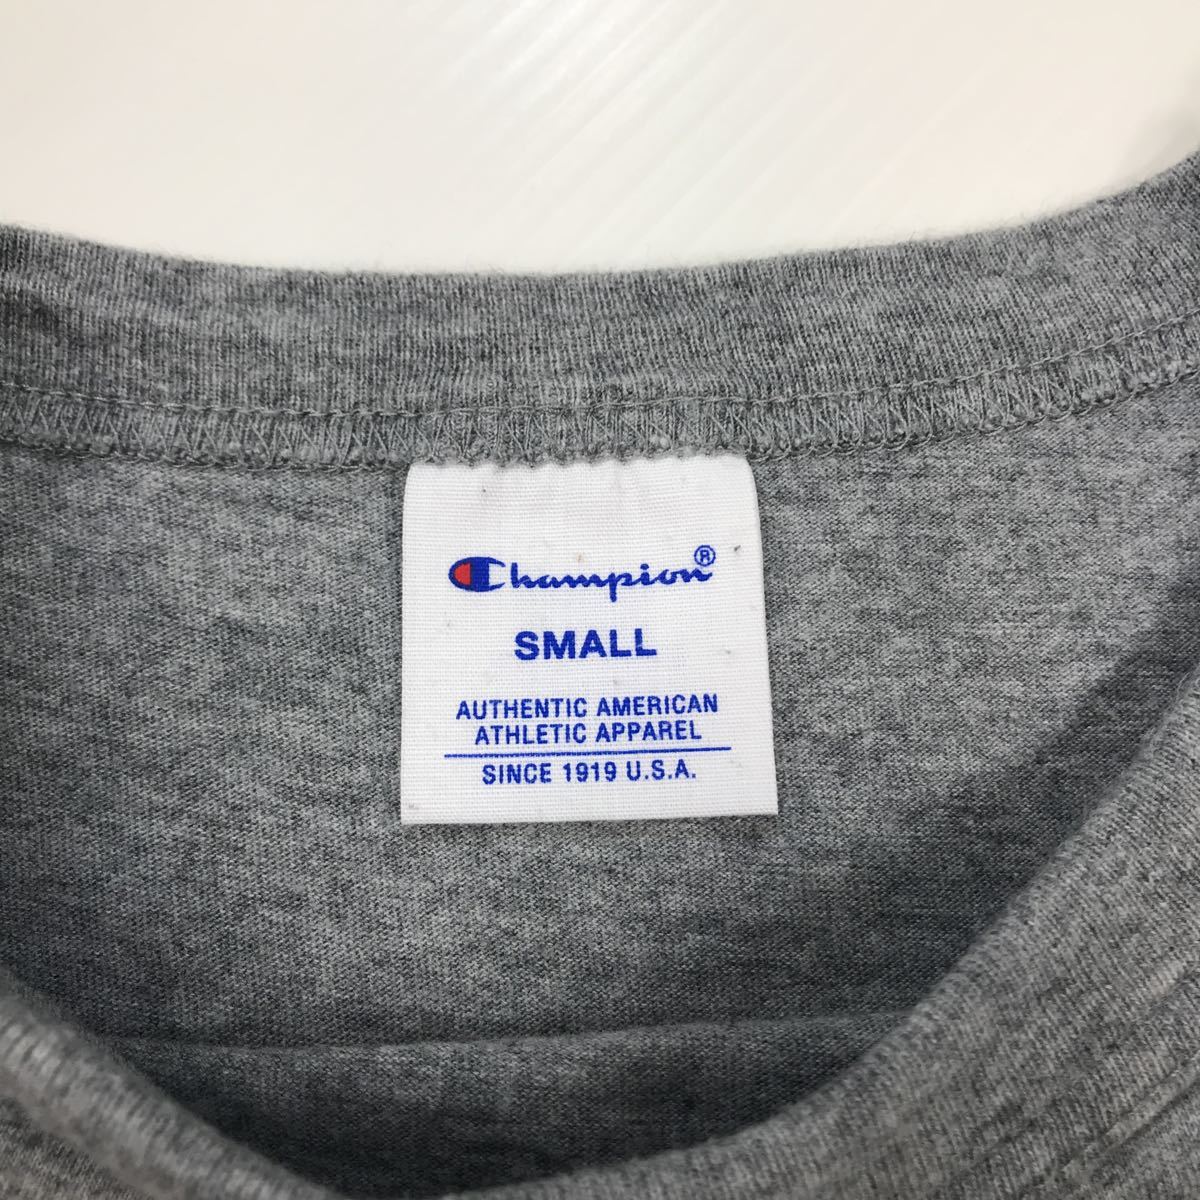 Champion®
SMALL
AUTHENTIC AMERICAN
ATHLETIC APPAREL
SINCE 1919 U.S.A.